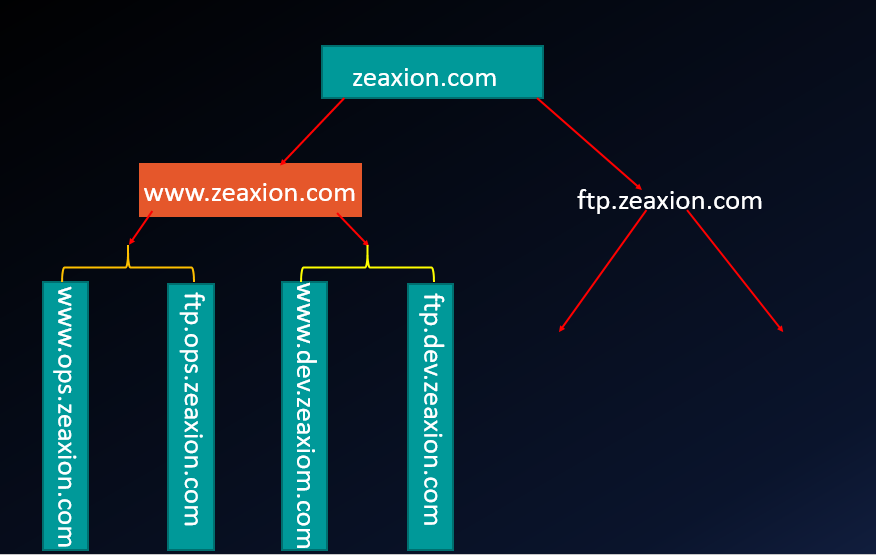 zeaxion.com
www.zeaxion.com
ftp.zeaxion.com
www.ops.zeaxion.com
ftp.ops.zeaxion.com
www.dev.zeaxiom.com
ftp.dev.zeaxion.com